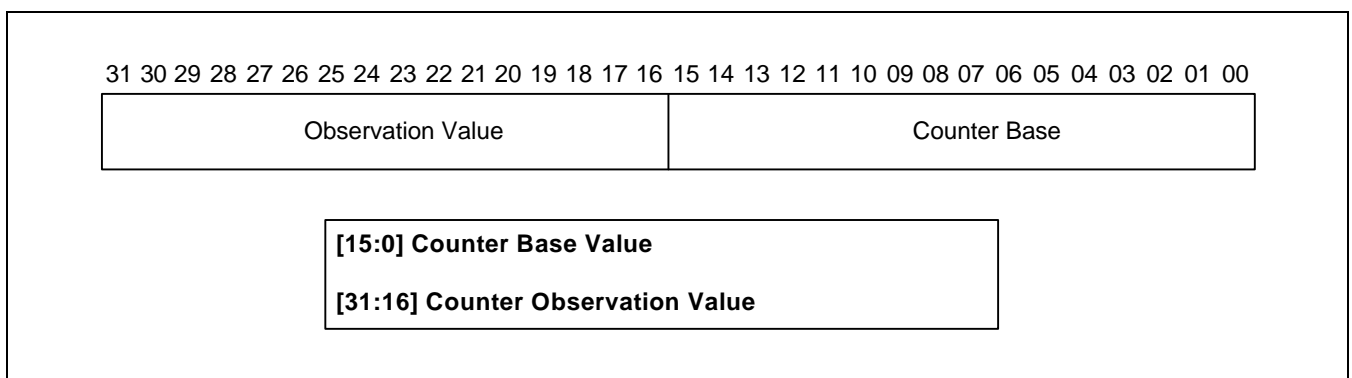 31 30 29 28 27 26 25 24 23 22 21 20 19 18 17 16 15 14 13 12 11 10 09 08 07 06 05 04 03 02 01 00
Observation Value Counter Base
[15:0] Counter Base Value
[31:16] Counter Observation Value